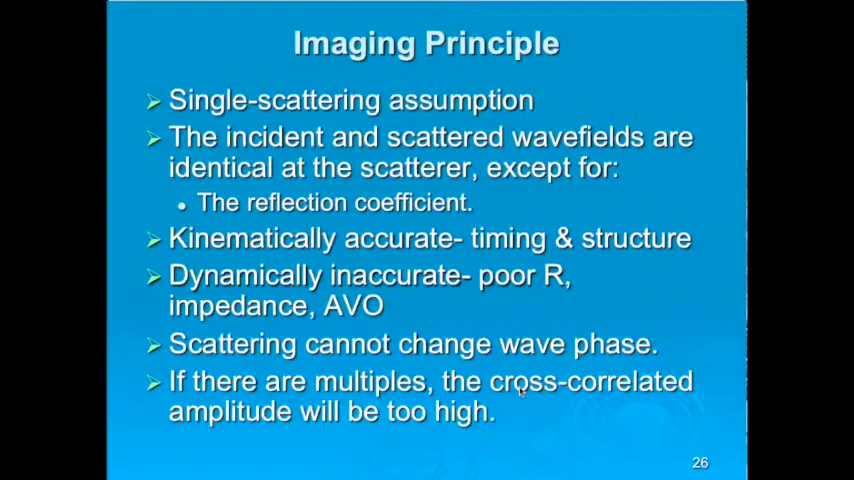 Imaging Principle
Single-scattering assumption
The incident and scattered wavefields are
identical at the scatterer, except for:
The reflection coefficient.
Kinematically accurate- timing & structure
Dynamically inaccurate- poor R,
impedance, AVO
Scattering cannot change wave phase.
If there are multiples, the cross-correlated
amplitude will be too high.
26